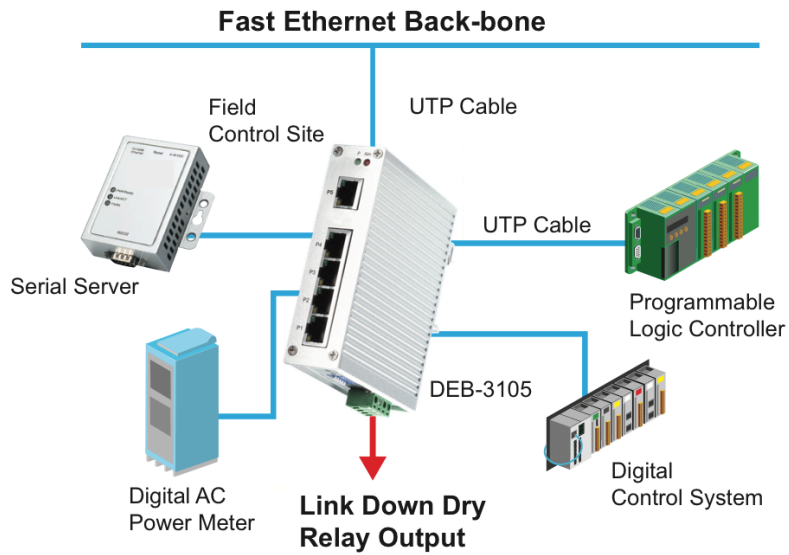 Fast Ethernet Back-bone
Field
Control Site
UTP Cable
P5
P4
P3
P2
P1
UTP Cable
Serial Server
Programmable
Logic Controller
DEB-3105
Digital AC
Power Meter
Link Down Dry
Relay Output
Digital
Control System